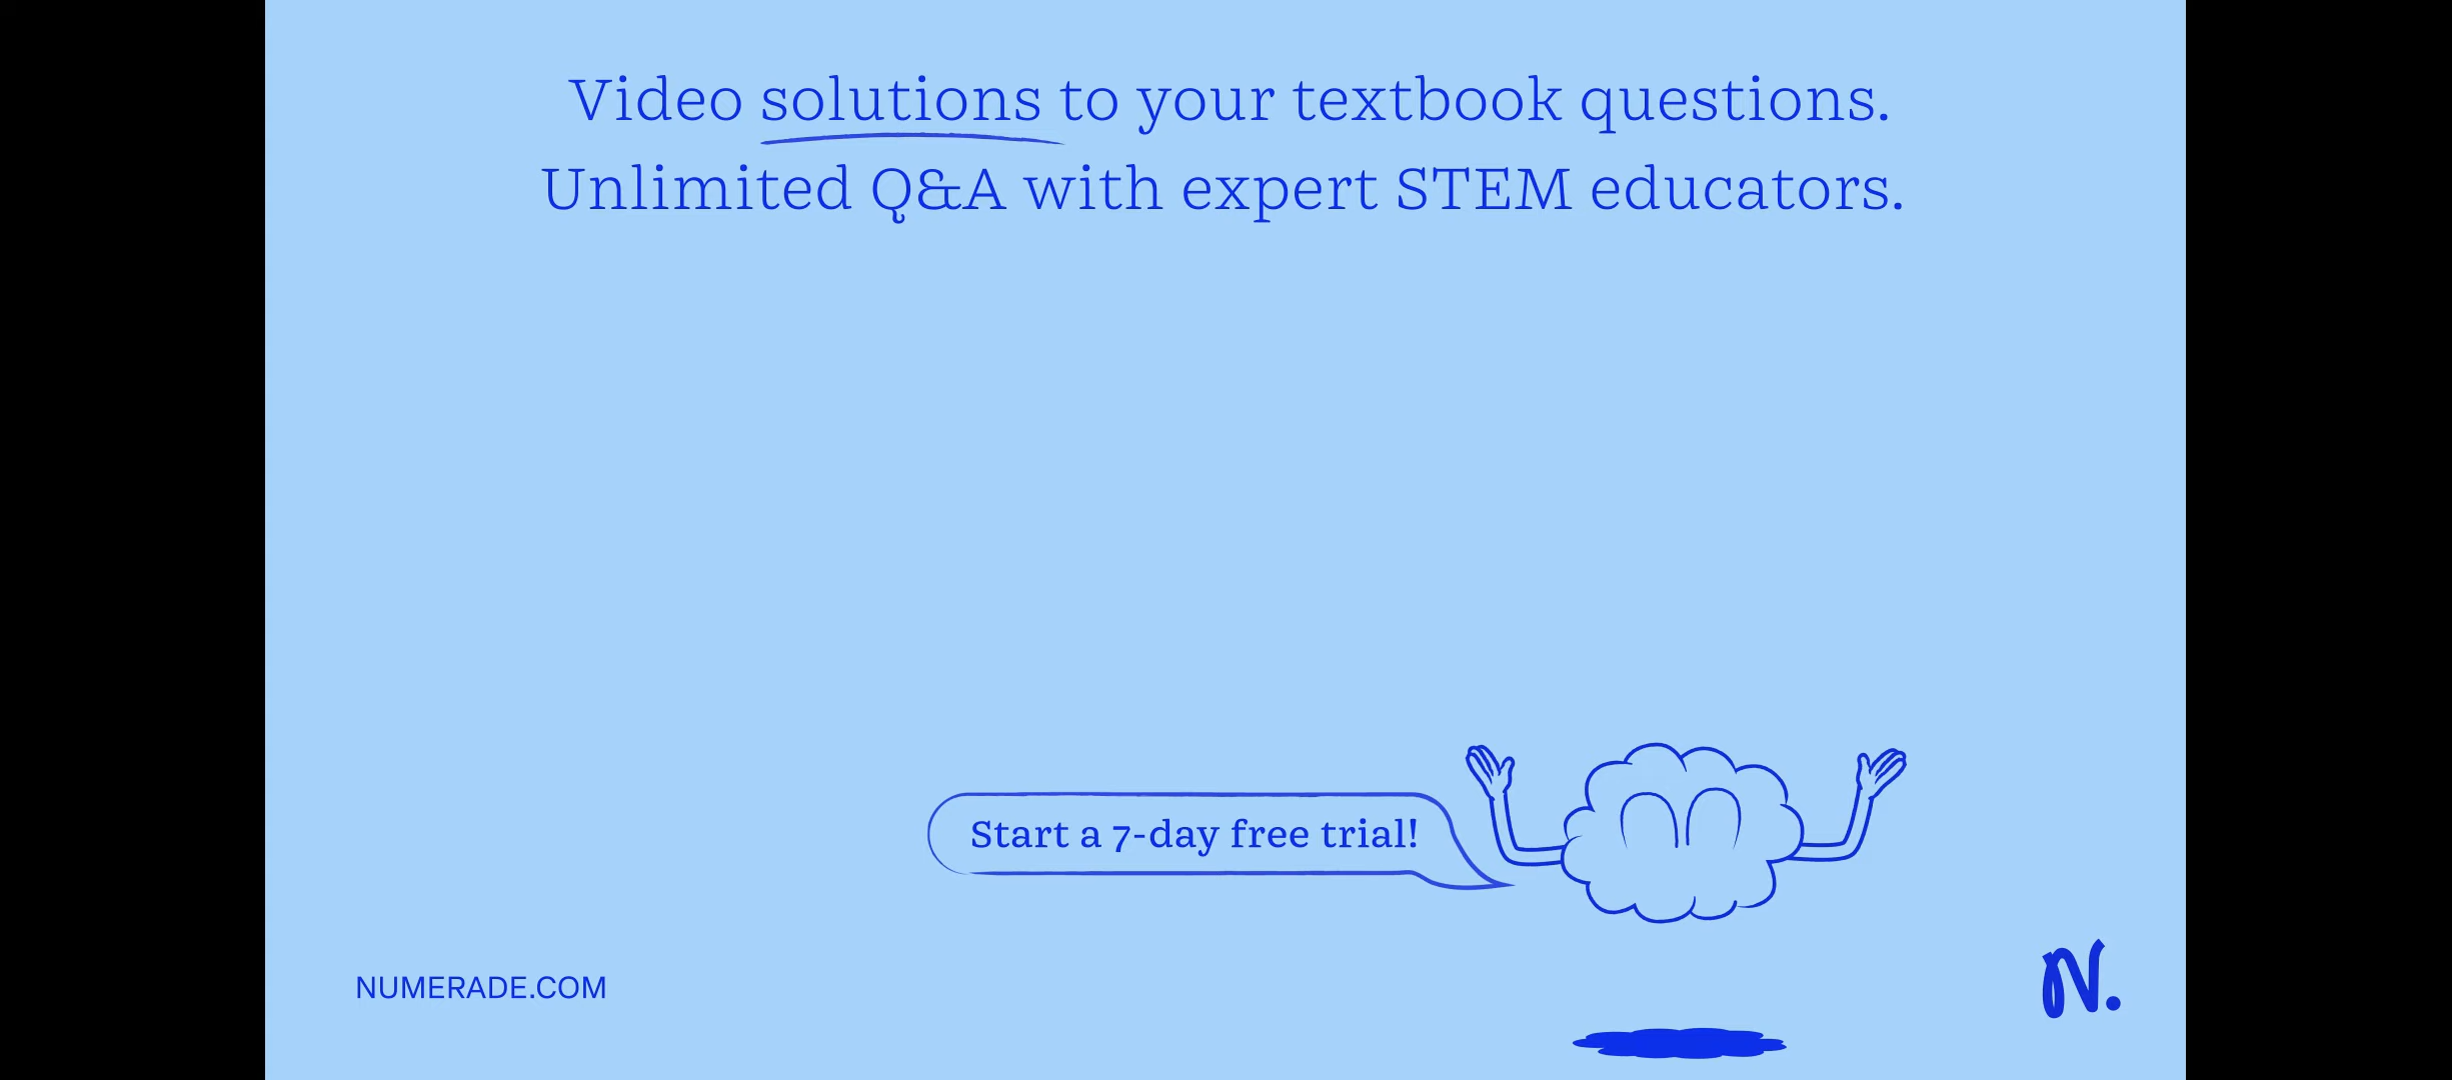 Video solutions to your textbook questions.
Unlimited Q&A with expert STEM educators.
Start a 7-day free trial!
NUMERADE.COM
N.